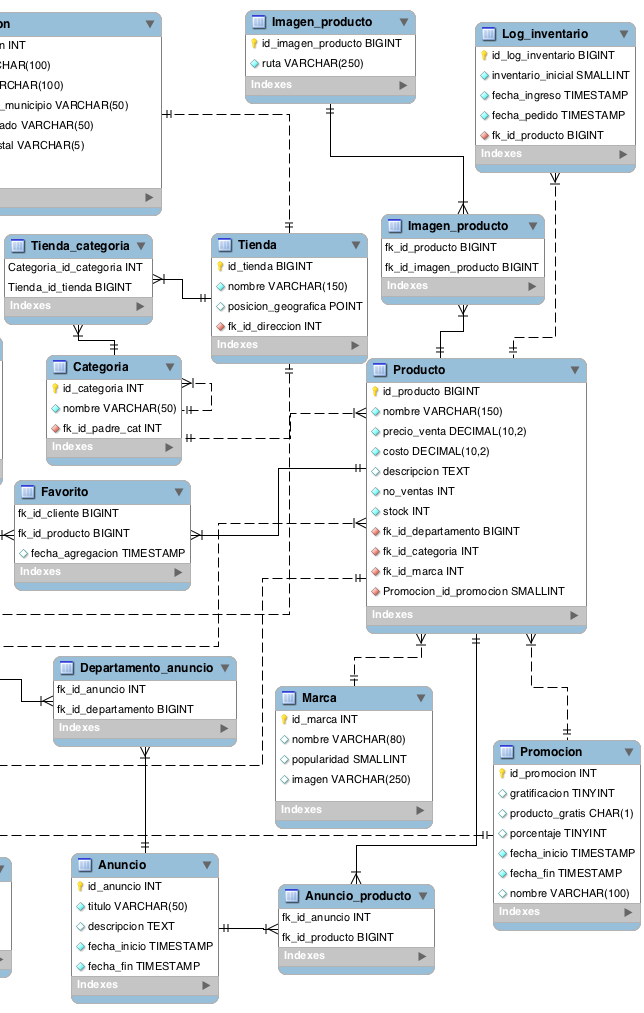 on
n INT
CHAR(100)
RCHAR(100)
_municipio VARCHAR(50)
ado VARCHAR(50)
stal VARCHAR(5)
Imagen_producto
id_imagen_producto BIGINT
ruta VARCHAR(250)
Indexes
Log_inventario
id_log_inventario BIGINT
inventario_inicial SMALLINT
fecha_ingreso TIMESTAMP
fecha_pedido TIMESTAMP
fk_id_producto BIGINT
Indexes
Tienda_categoria
Categoria_id_categoria INT
Tienda_id_tienda BIGINT
Indexes
Tienda
id_tienda BIGINT
nombre VARCHAR(150)
posicion_geografica POINT
fk_id_direccion INT
Indexes
Imagen_producto
fk_id_producto BIGINT
fk_id_imagen_producto BIGINT
Indexes
Categoria
id_categoria INT
nombre VARCHAR(50)
fk_id_padre_cat INT
Indexes
Producto
id_producto BIGINT
nombre VARCHAR(150)
precio_venta DECIMAL(10,2)
costo DECIMAL(10,2)
descripcion TEXT
no_ventas INT
stock INT
fk_id_departamento BIGINT
fk_id_categoria INT
fk_id_marca INT
Promocion_id_promocion SMALLINT
Indexes
Favorito
fk_id_cliente BIGINT
fk_id_producto BIGINT
fecha_agregacion TIMESTAMP
Indexes
Departamento_anuncio
fk_id_anuncio INT
fk_id_departamento BIGINT
Indexes
Marca
id_marca INT
nombre VARCHAR(80)
popularidad SMALLINT
imagen VARCHAR(250)
Indexes
Promocion
id_promocion INT
gratificacion TINYINT
producto_gratis CHAR(1)
porcentaje TINYINT
fecha_inicio TIMESTAMP
fecha_fin TIMESTAMP
nombre VARCHAR(100)
Indexes
Anuncio
id_anuncio INT
titulo VARCHAR(50)
descripcion TEXT
fecha_inicio TIMESTAMP
fecha_fin TIMESTAMP
Indexes
Anuncio_producto
fk_id_anuncio INT
fk_id_producto BIGINT
Indexes